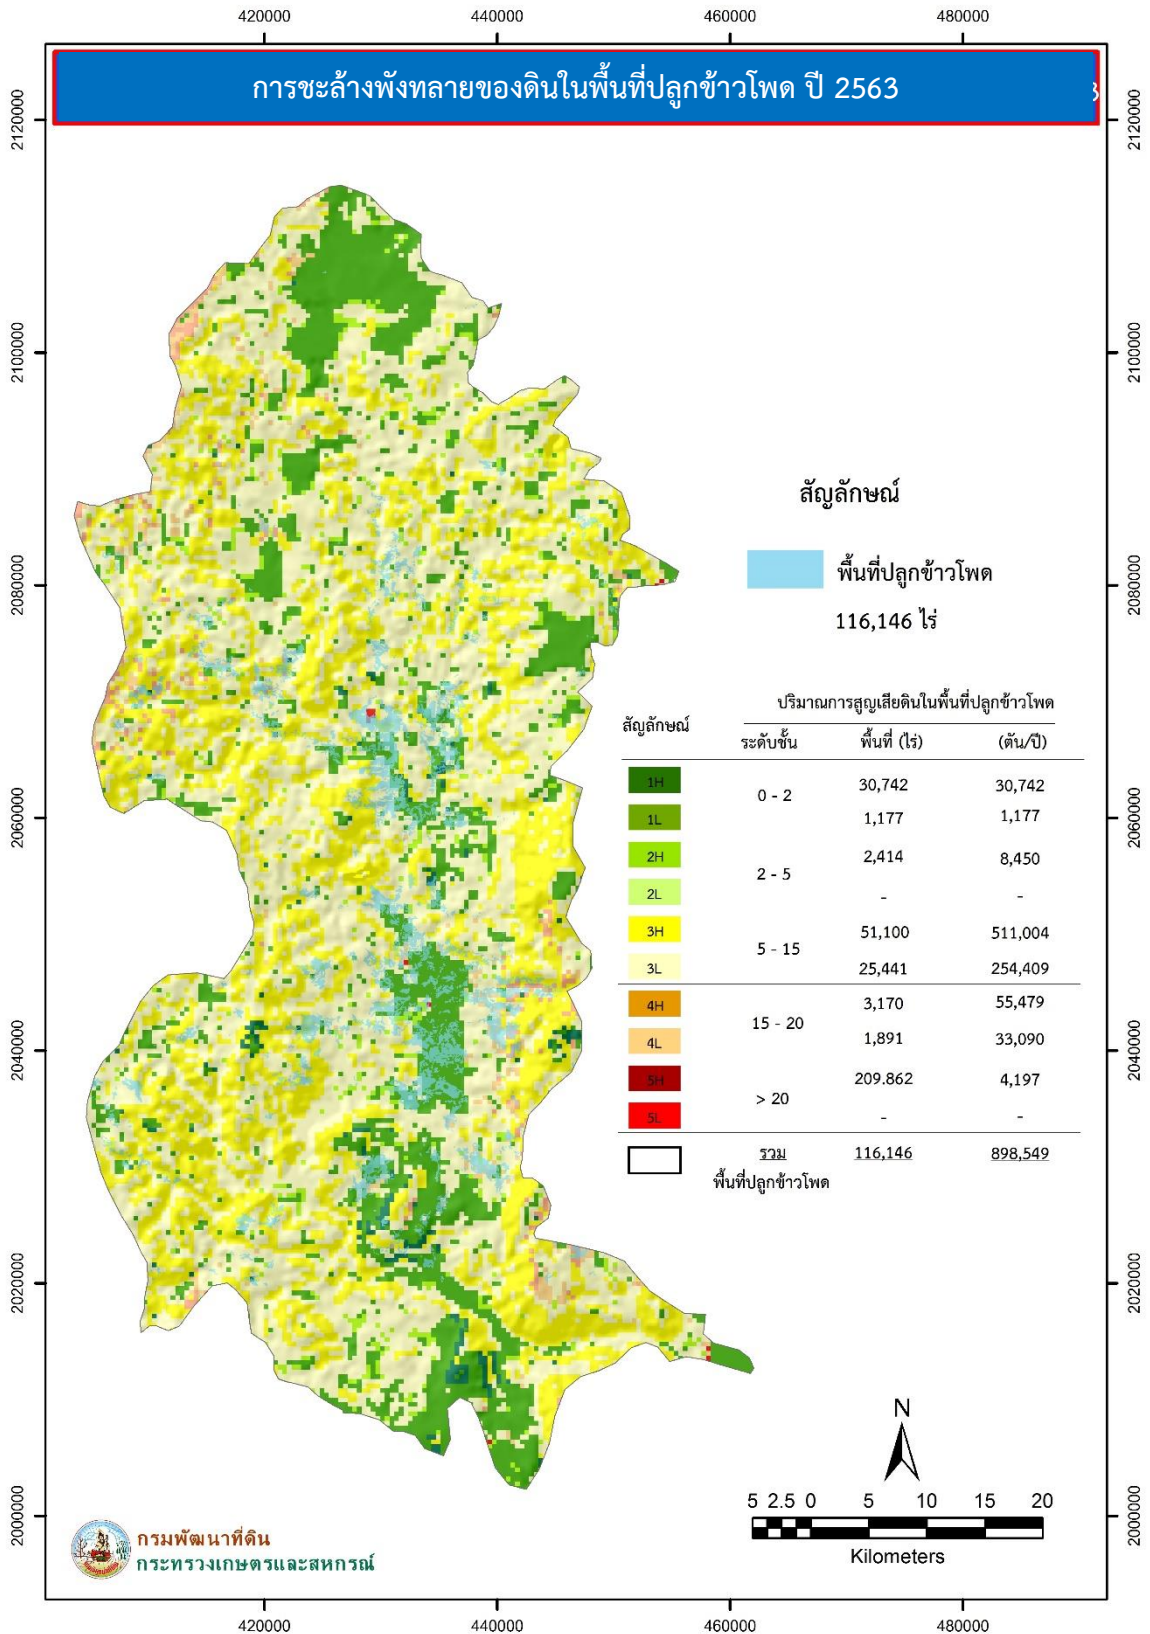 420000 440000 460000 480000
การชะล้างพังทลายของดินในพื้นที่ปลูกข้าวโพด ปี 2563
2120000 2120000
2100000 2100000
สัญลักษณ์
พื้นที่ปลูกข้าวโพด
2080000 2080000
116,146 ไร่
ปริมาณการสูญเสียดินในพื้นที่ปลูกข้าวโพด
สัญลักษณ์ ระดับชั้น พื้นที่ (ไร่) (ตัน/ปี)
1H 0 - 2 30,742 30,742
1L 1,177 1,177
2060000 2060000
2H 2 - 5 2,414 8,450
2L - -
3H 5 - 15 51,100 511,004
3L 25,441 254,409
4H 15 - 20 3,170 55,479
4L 1,891 33,090
2040000 2040000
5H > 20 209.862 4,197
5L - -
รวม 116,146 898,549
พื้นที่ปลูกข้าวโพด
2020000 2020000
N
5 2.5 0 5 10 15 20
Kilometers
2000000 2000000
กรมพัฒนาที่ดิน
กระทรวงเกษตรและสหกรณ์
420000 440000 460000 480000